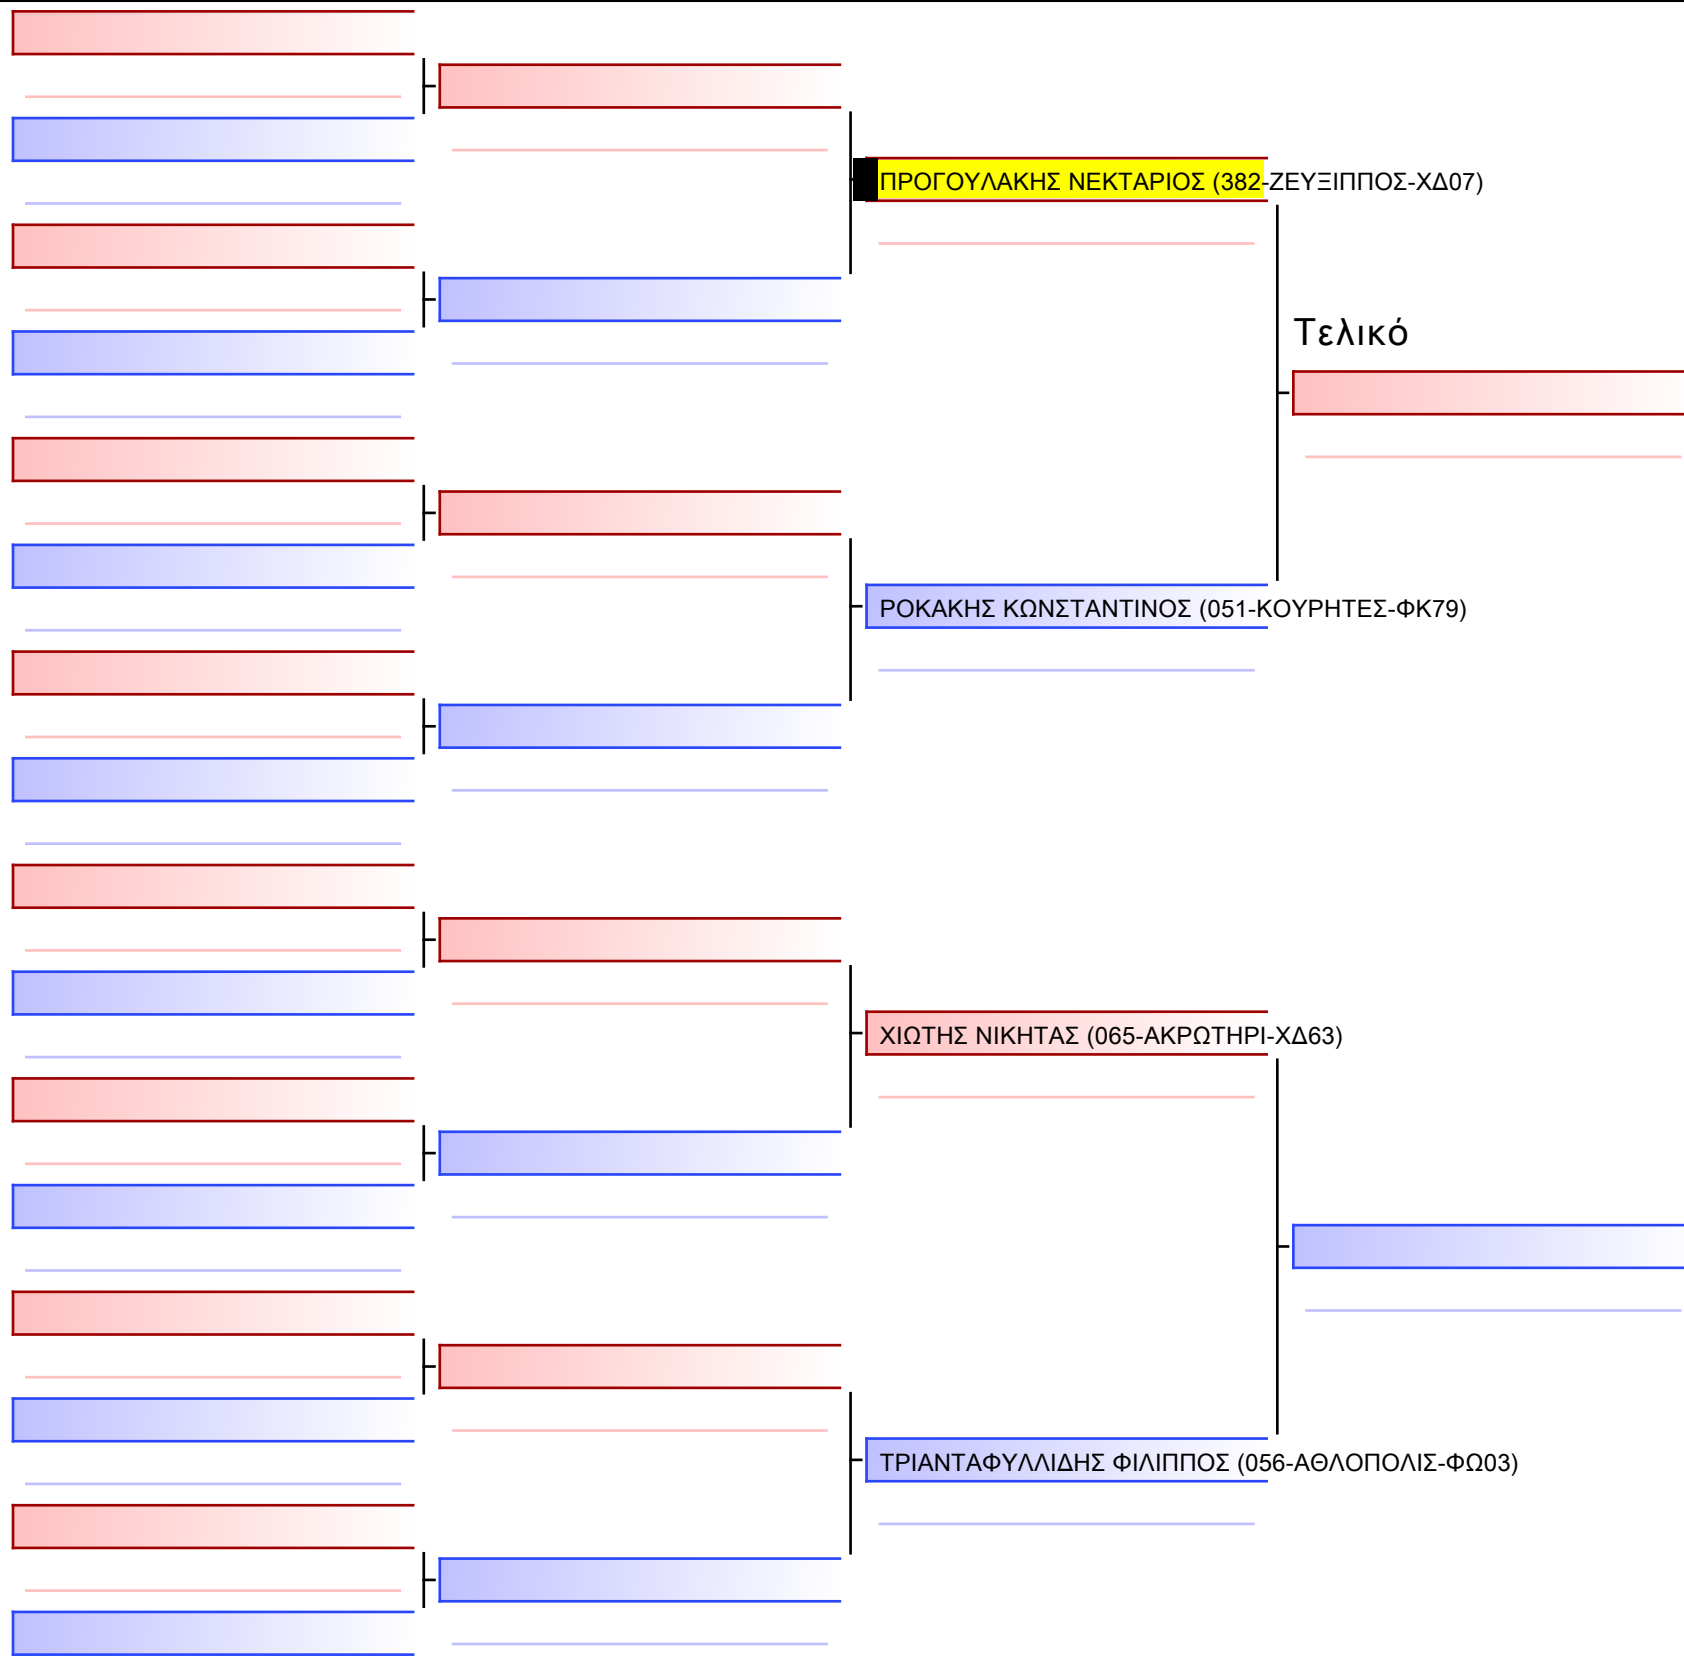 ΠΡΟΓΟΥΛΑΚΗΣ ΝΕΚΤΑΡΙΟΣ (382-ΖΕΥΞΙΠΠΟΣ-ΧΔ07)
Τελικό
ΡΟΚΑΚΗΣ ΚΩΝΣΤΑΝΤΙΝΟΣ (051-ΚΟΥΡΗΤΕΣ-ΦΚ79)
ΧΙΩΤΗΣ ΝΙΚΗΤΑΣ (065-ΑΚΡΩΤΗΡΙ-ΧΔ63)
ΤΡΙΑΝΤΑΦΥΛΛΙΔΗΣ ΦΙΛΙΠΠΟΣ (056-ΑΘΛΟΠΟΛΙΣ-ΦΩ03)